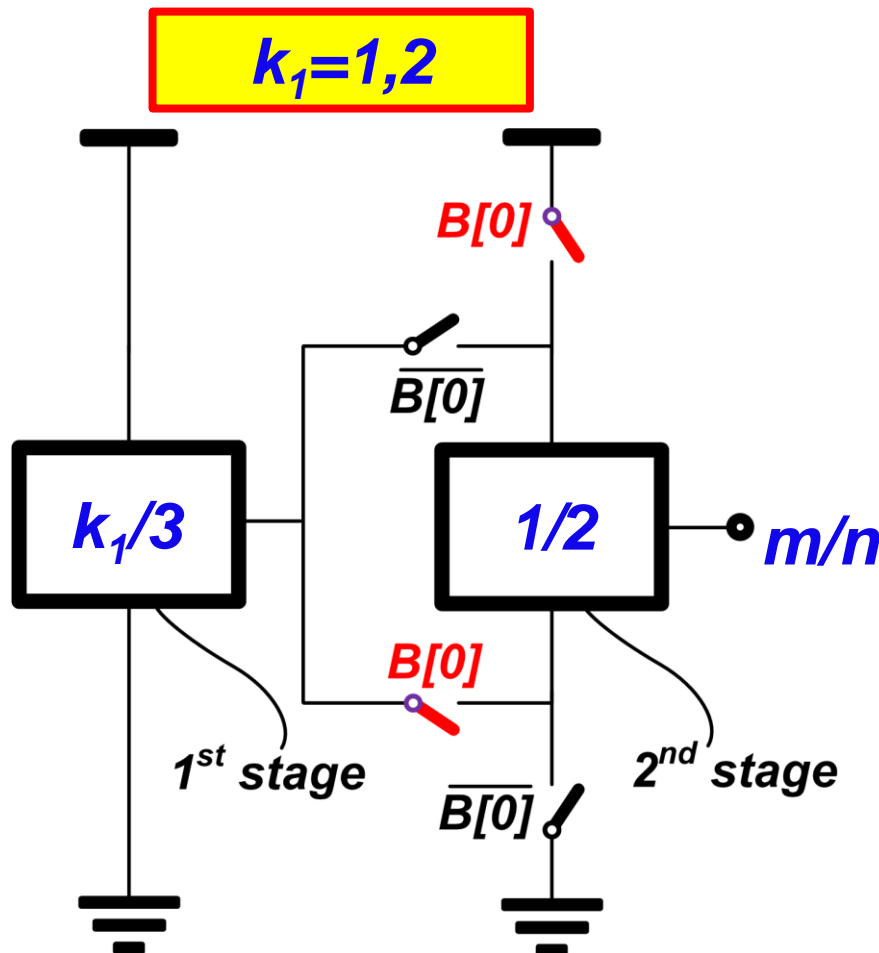 k₁=1,2
B[0]
B̅[̅0̅]̅
k₁/3
1/2
m/n
B[0]
1ˢᵗ stage
2ⁿᵈ stage
B̅[̅0̅]̅